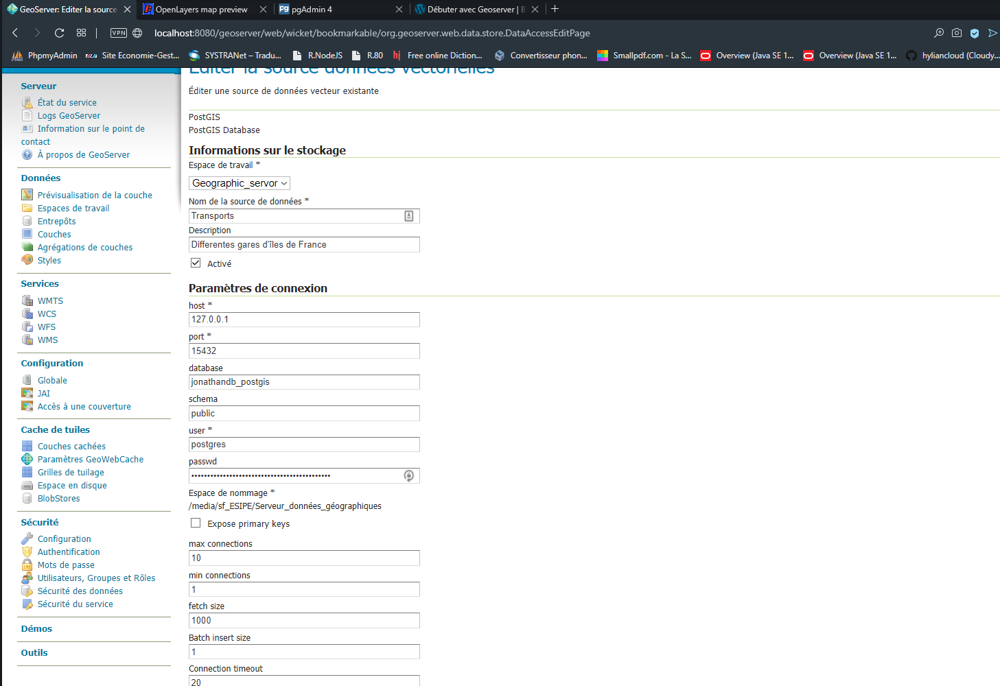 GeoServer: Editer la source
OpenLayers map preview
pgAdmin 4
Débuter avec Geoserver | B
VPN
localhost:8080/geoserver/web/wicket/bookmarkable/org.geoserver.web.data.store.DataAccessEditPage
PhpmyAdmin
Site Economie-Gest...
SYSTRANet – Tradu...
R.NodeJS
R.80
Free online Diction...
Convertisseur phon...
Smallpdf.com - La S...
Overview (Java SE 1...
Overview (Java SE 1...
hyliancloud (Cloudy...
Serveur
État du service
Logs GeoServer
Information sur le point de
contact
À propos de GeoServer
Données
Prévisualisation de la couche
Espaces de travail
Entrepôts
Couches
Agrégations de couches
Styles
Services
WMTS
WCS
WFS
WMS
Configuration
Globale
JAI
Accès à une couverture
Cache de tuiles
Couches cachées
Paramètres GeoWebCache
Grilles de tuilage
Espace en disque
BlobStores
Sécurité
Configuration
Authentification
Mots de passe
Utilisateurs, Groupes et Rôles
Sécurité des données
Sécurité du service
Démos
Outils
Editer la source données vectorielles
Éditer une source de données vecteur existante
PostGIS
PostGIS Database
Informations sur le stockage
Espace de travail *
Geographic_servor
Nom de la source de données *
Transports
Description
Differentes gares d'îles de France
Activé
Paramètres de connexion
host *
127.0.0.1
port *
15432
database
jonathandb_postgis
schema
public
user *
postgres
passwd
Espace de nommage *
/media/sf_ESIPE/Serveur_données_géographiques
Expose primary keys
max connections
10
min connections
1
fetch size
1000
Batch insert size
1
Connection timeout
20